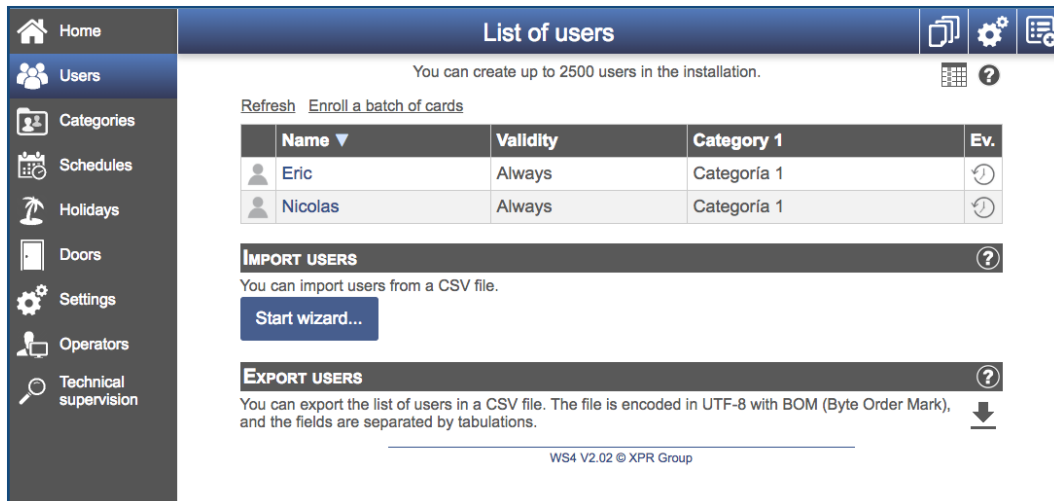 Home
List of users
Users
You can create up to 2500 users in the installation.
Refresh Enroll a batch of cards
Categories
Name ▼ Validity Category 1 Ev.
Schedules
Eric Always Categoría 1
Nicolas Always Categoría 1
Holidays
Doors
IMPORT USERS
You can import users from a CSV file.
Settings
Start wizard...
Operators
Technical
supervision
EXPORT USERS
You can export the list of users in a CSV file. The file is encoded in UTF-8 with BOM (Byte Order Mark),
and the fields are separated by tabulations.
WS4 V2.02 © XPR Group